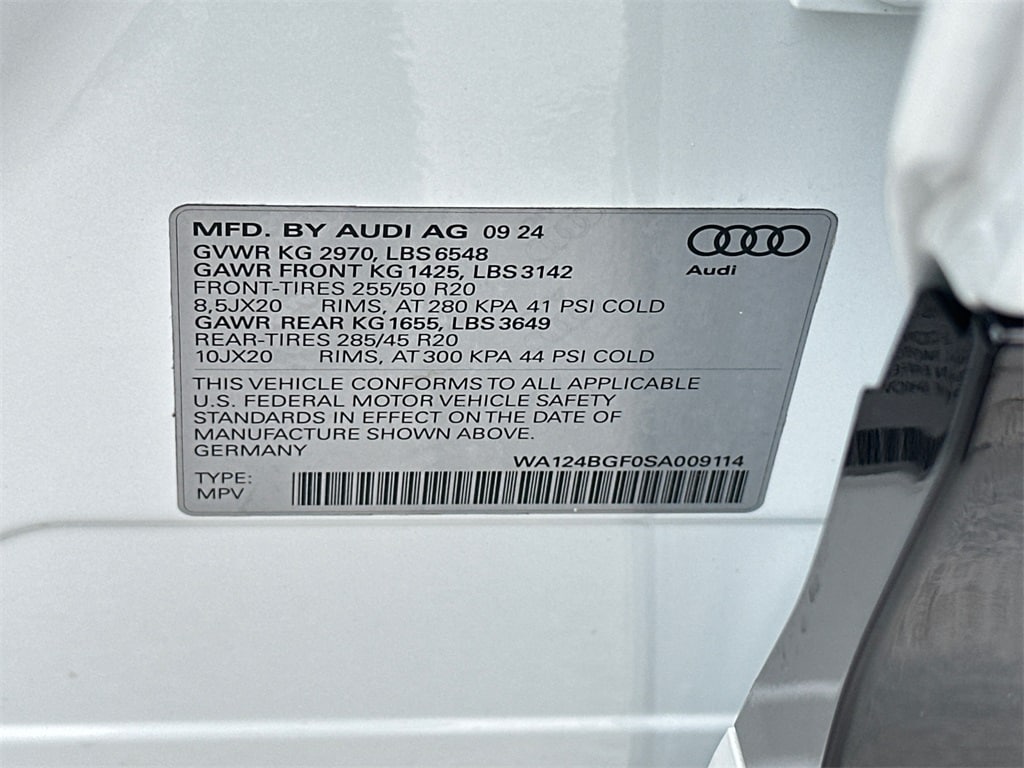 MFD. BY AUDI AG 09 24
GVWR KG 2970, LBS 6548
GAWR FRONT KG 1425, LBS 3142
FRONT-TIRES 255/50 R20
8,5JX20 RIMS, AT 280 KPA 41 PSI COLD
GAWR REAR KG 1655, LBS 3649
REAR-TIRES 285/45 R20
10JX20 RIMS, AT 300 KPA 44 PSI COLD
Audi
THIS VEHICLE CONFORMS TO ALL APPLICABLE
U.S. FEDERAL MOTOR VEHICLE SAFETY
STANDARDS IN EFFECT ON THE DATE OF
MANUFACTURE SHOWN ABOVE.
GERMANY
WA124BGF0SA009114
TYPE:
MPV